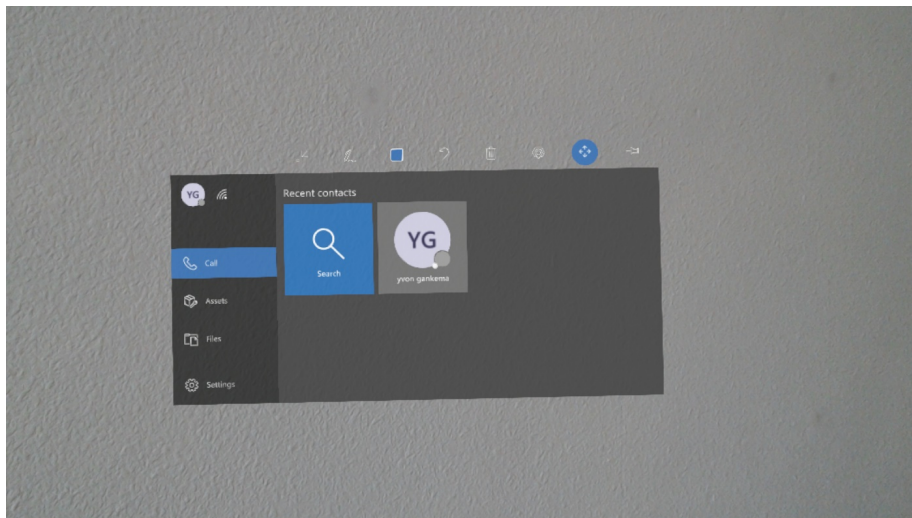 YG
Recent contacts
YG
Search
yvon gankema
Call
Assets
Files
Settings